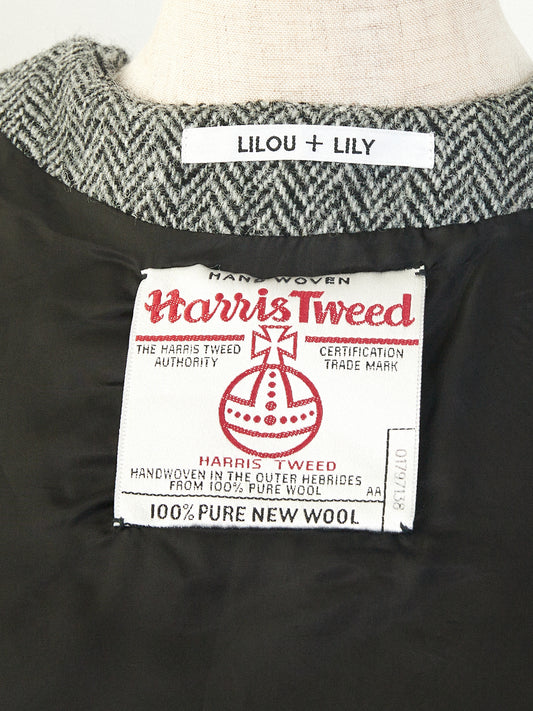 LILOU + LILY
HAND WOVEN
Harris Tweed
THE HARRIS TWEED AUTHORITY
CERTIFICATION TRADE MARK
HARRIS TWEED
HANDWOVEN IN THE OUTER HEBRIDES
FROM 100% PURE WOOL AA
100% PURE NEW WOOL